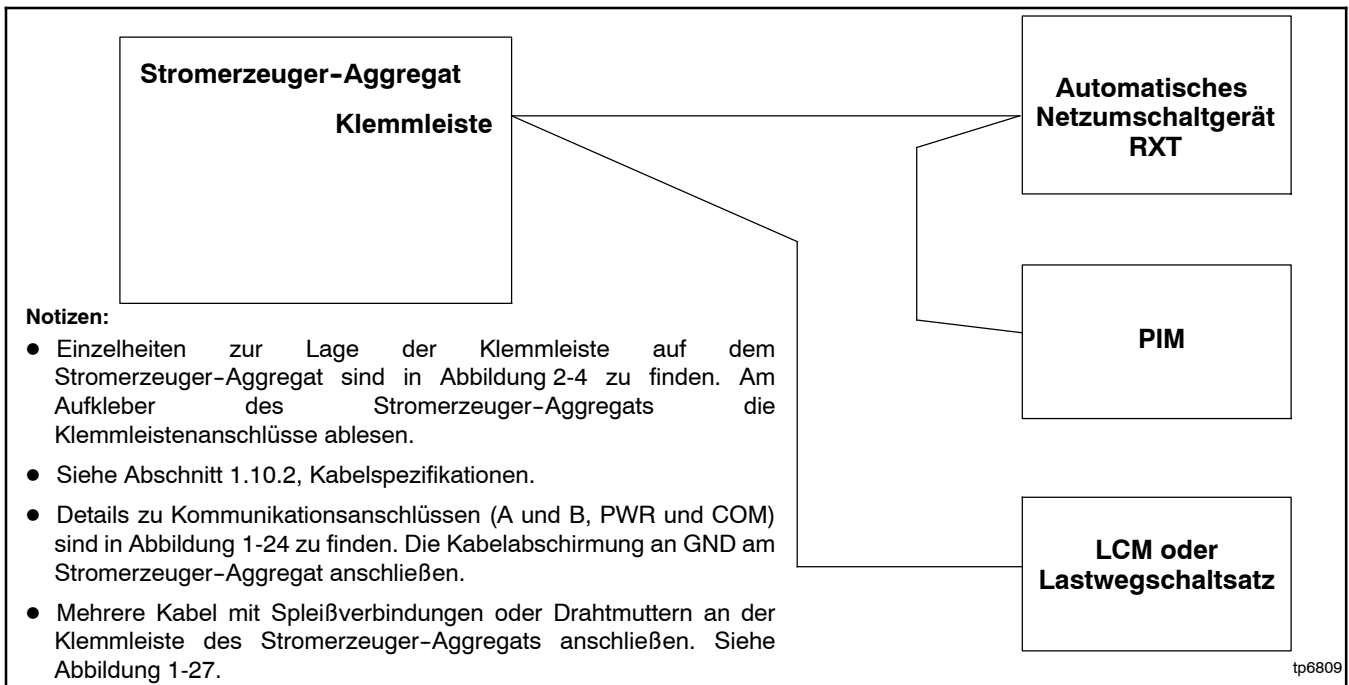 Stromerzeuger-Aggregat
Klemmleiste
Automatisches
Netzumschaltgerät
RXT
PIM
LCM oder
Lastwegschaltsatz
Notizen:
● Einzelheiten zur Lage der Klemmleiste auf dem
Stromerzeuger-Aggregat sind in Abbildung 2-4 zu finden. Am
Aufkleber des Stromerzeuger-Aggregats die
Klemmleistenanschlüsse ablesen.
● Siehe Abschnitt 1.10.2, Kabelspezifikationen.
● Details zu Kommunikationsanschlüssen (A und B, PWR und COM)
sind in Abbildung 1-24 zu finden. Die Kabelabschirmung an GND am
Stromerzeuger-Aggregat anschließen.
● Mehrere Kabel mit Spleißverbindungen oder Drahtmuttern an der
Klemmleiste des Stromerzeuger-Aggregats anschließen. Siehe
Abbildung 1-27.
tp6809